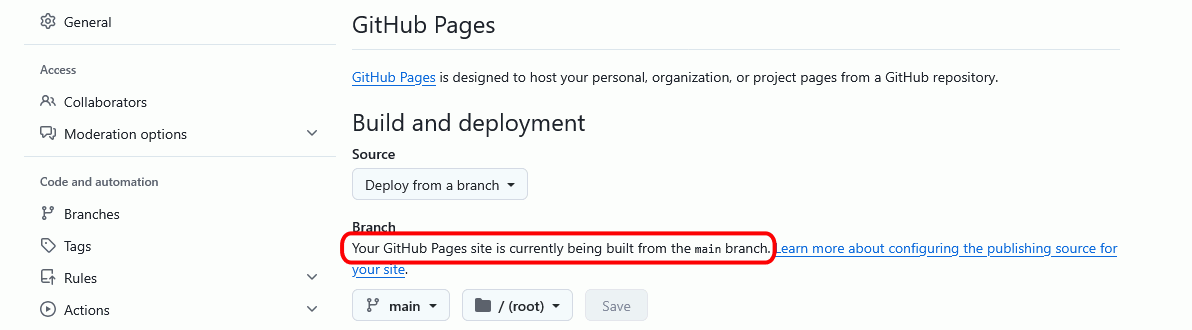 General
Access
Collaborators
Moderation options
Code and automation
Branches
Tags
Rules
Actions
GitHub Pages
GitHub Pages is designed to host your personal, organization, or project pages from a GitHub repository.
Build and deployment
Source
Deploy from a branch
Branch
Your GitHub Pages site is currently being built from the main branch. Learn more about configuring the publishing source for
your site.
main / (root) Save